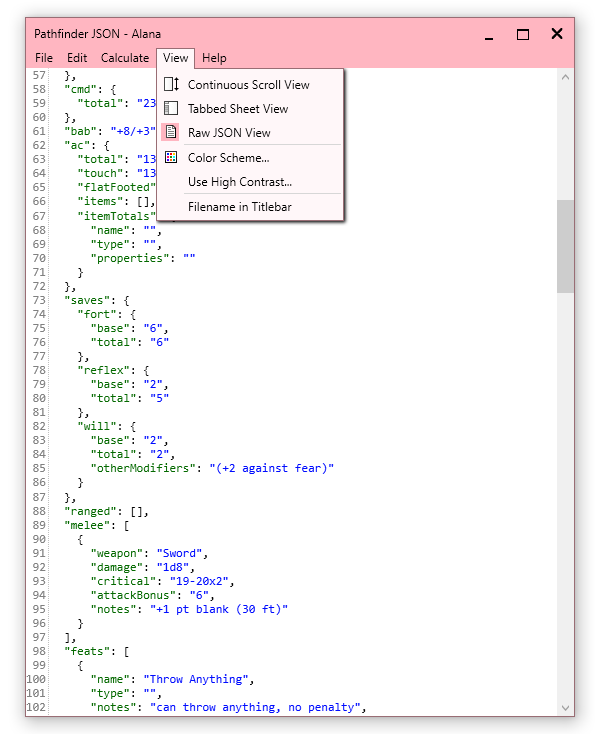 Pathfinder JSON - Alana
File Edit Calculate View Help
Continuous Scroll View
Tabbed Sheet View
Raw JSON View
Color Scheme...
Use High Contrast...
Filename in Titlebar
57 },
58 "cmd": {
59 "total": "23
60 },
61 "bab": "+8/+3"
62 "ac": {
63 "total": "13
64 "touch": "13
65 "flatFooted"
66 "items": [],
67 "itemTotals"
68 "name": "",
69 "type": "",
70 "properties": ""
71 }
72 },
73 "saves": {
74 "fort": {
75 "base": "6",
76 "total": "6"
77 },
78 "reflex": {
79 "base": "2",
80 "total": "5"
81 },
82 "will": {
83 "base": "2",
84 "total": "2",
85 "otherModifiers": "(+2 against fear)"
86 }
87 },
88 "ranged": [],
89 "melee": [
90 {
91 "weapon": "Sword",
92 "damage": "1d8",
93 "critical": "19-20x2",
94 "attackBonus": "6",
95 "notes": "+1 pt blank (30 ft)"
96 }
97 ],
98 "feats": [
99 {
100 "name": "Throw Anything",
101 "type": "",
102 "notes": "can throw anything, no penalty",